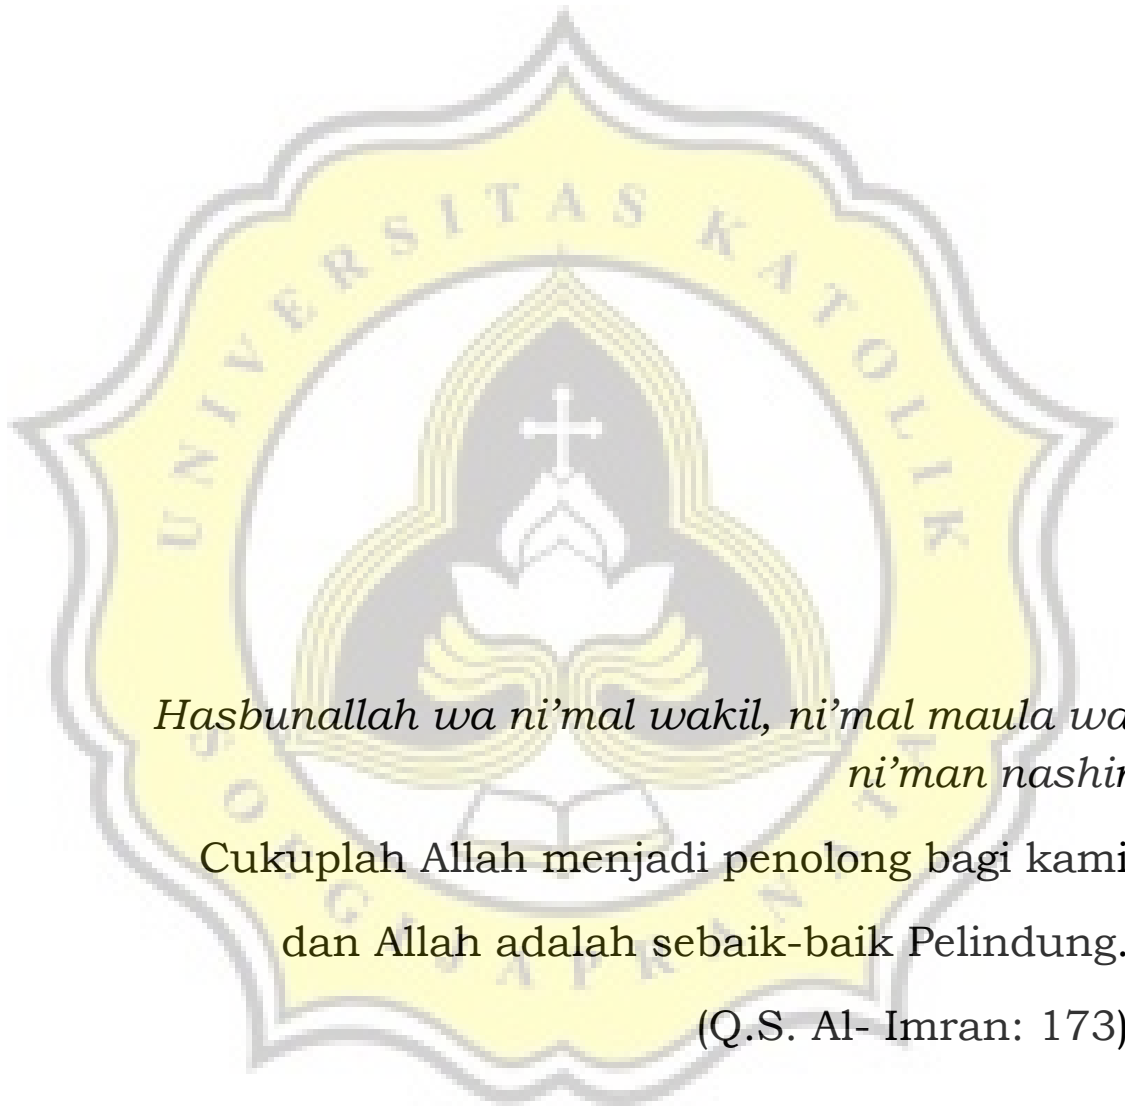 UNIVERSITAS KATOLIK
SOEGIJAPRANATA
Hasbunallah wa ni’mal wakil, ni’mal maula wa
ni’man nashir
Cukuplah Allah menjadi penolong bagi kami
dan Allah adalah sebaik-baik Pelindung.
(Q.S. Al- Imran: 173)